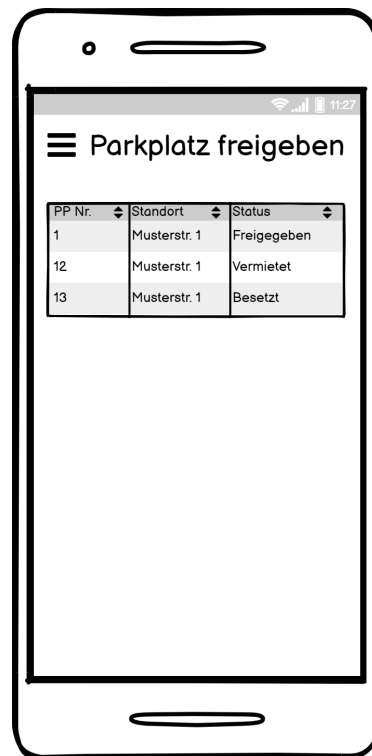 11:27
Parkplatz freigeben
PP Nr. Standort Status
1 Musterstr. 1 Freigegeben
12 Musterstr. 1 Vermietet
13 Musterstr. 1 Besetzt